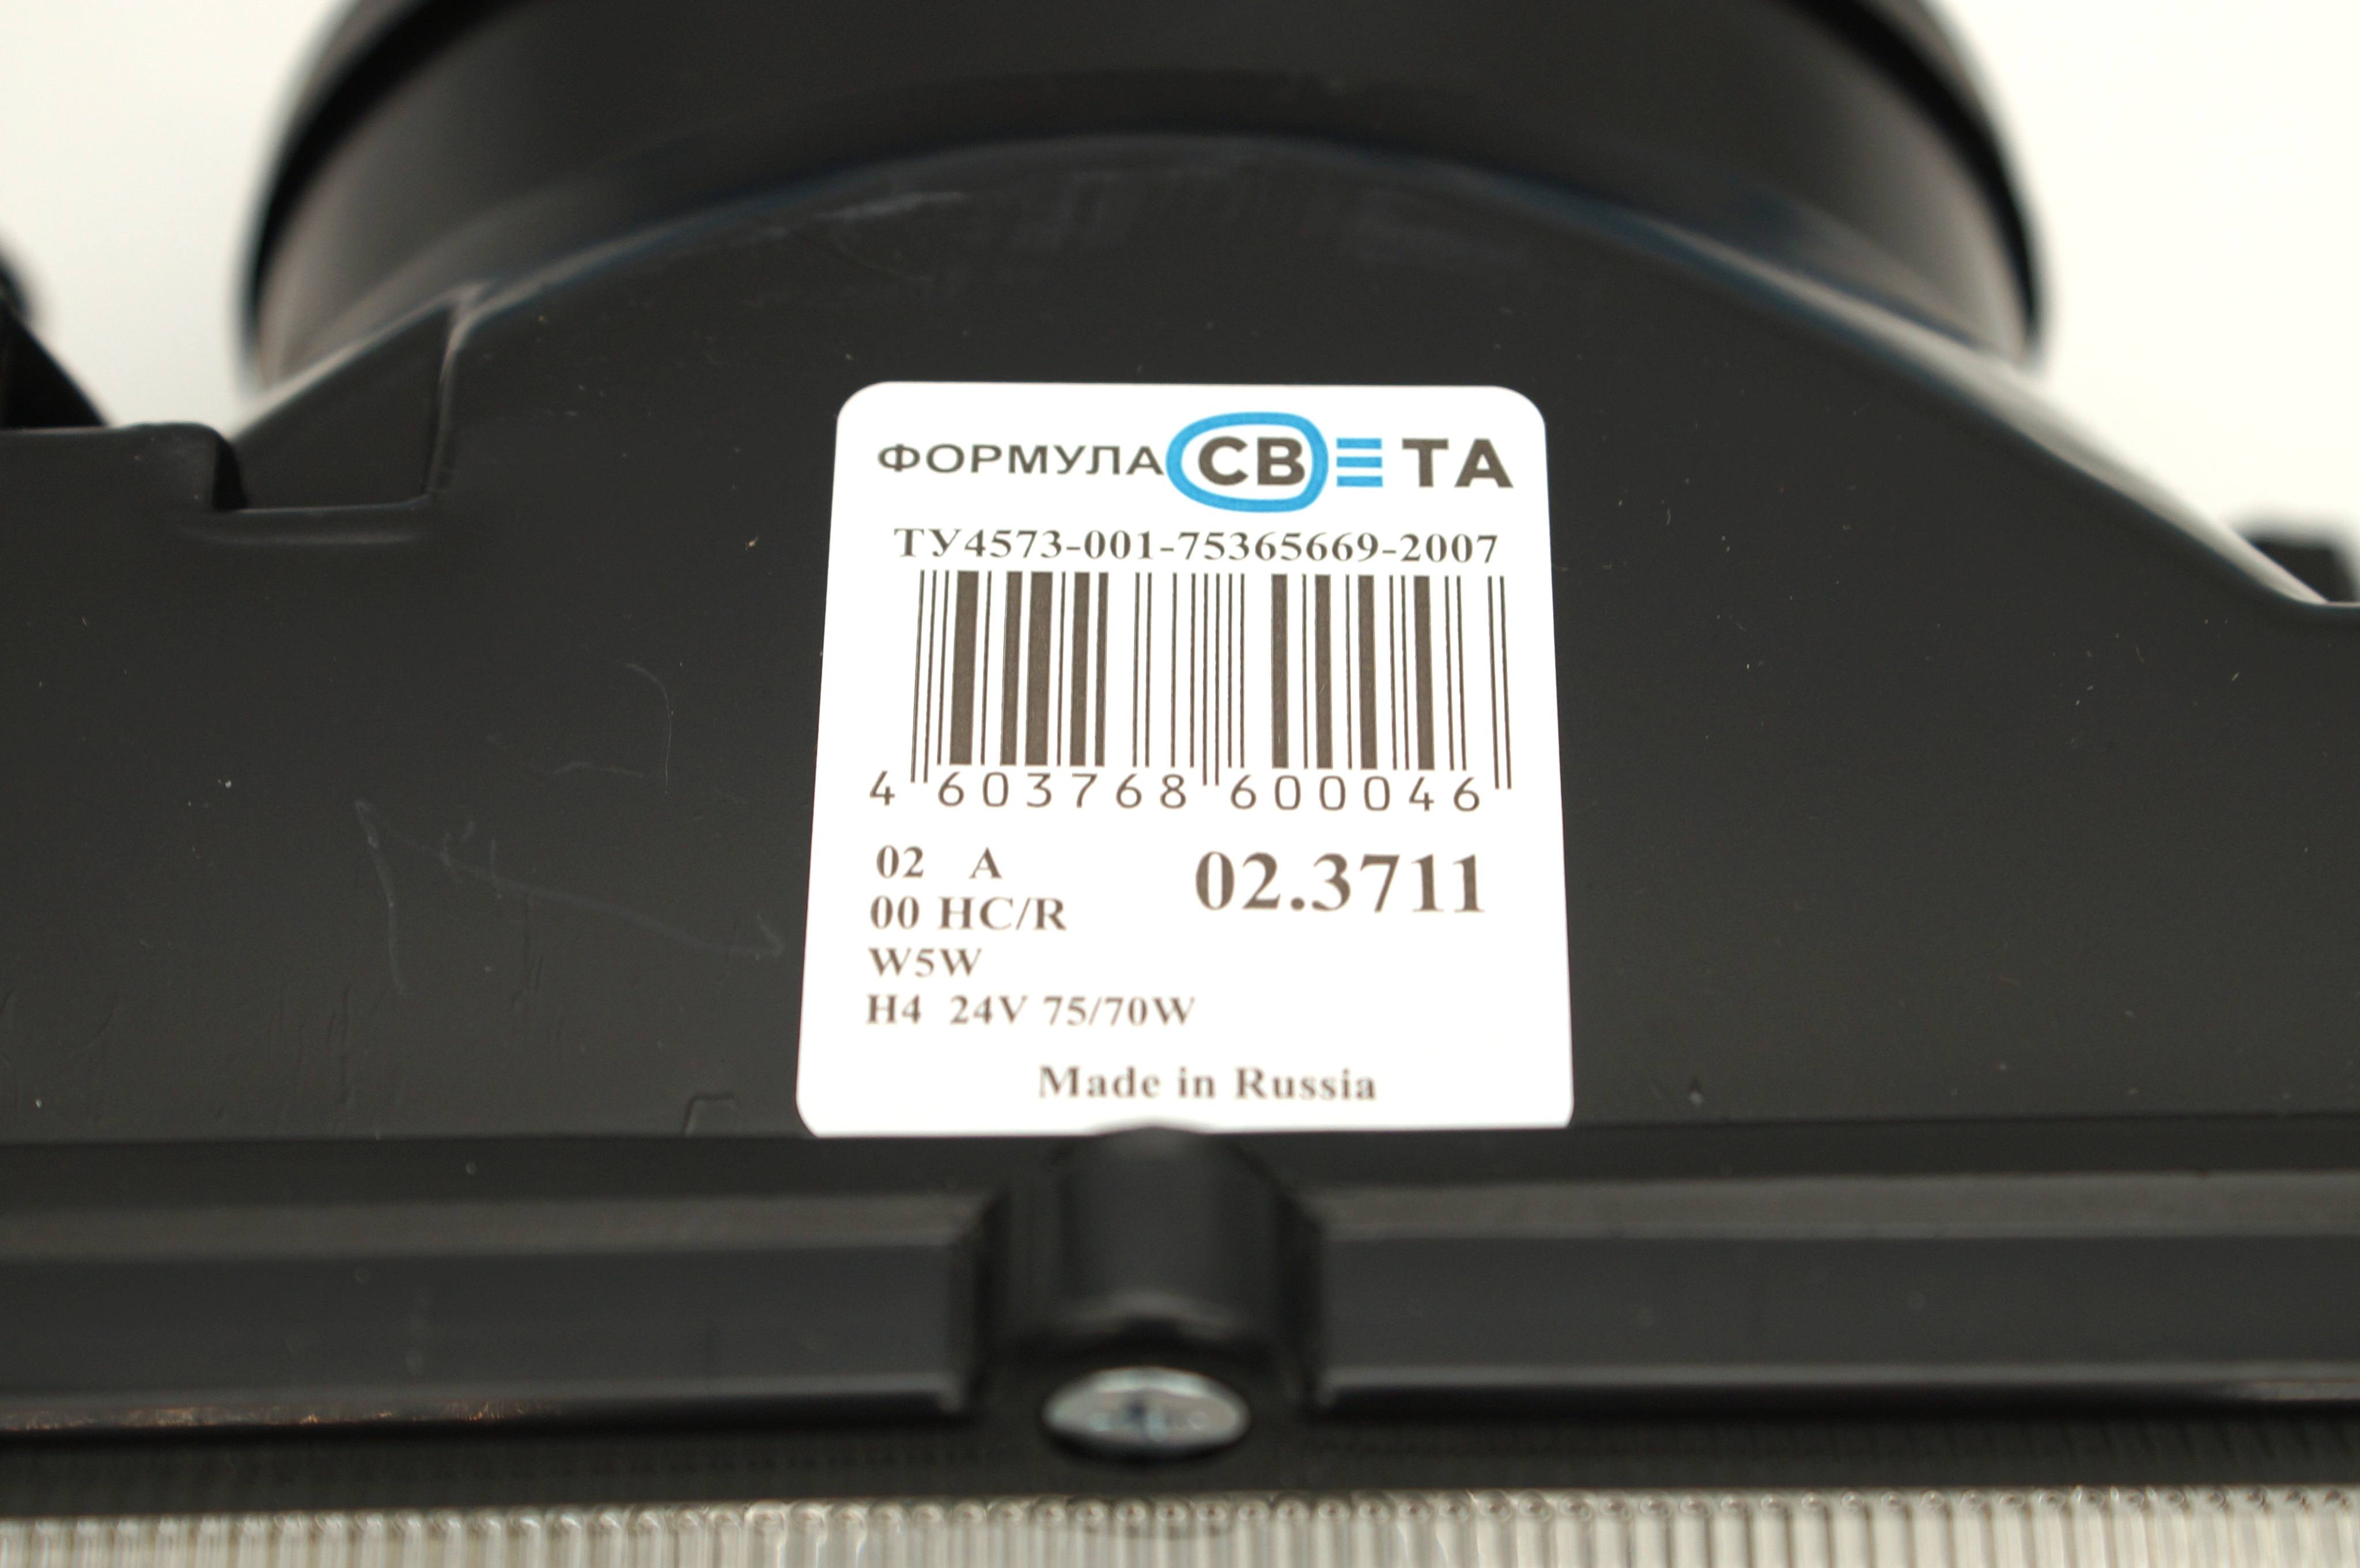 ФОРМУЛА СВЕТА
ТУ4573-001-75365669-2007
4 603768 600046
02 A
02.3711
00 HC/R
W5W
H4 24V 75/70W
Made in Russia